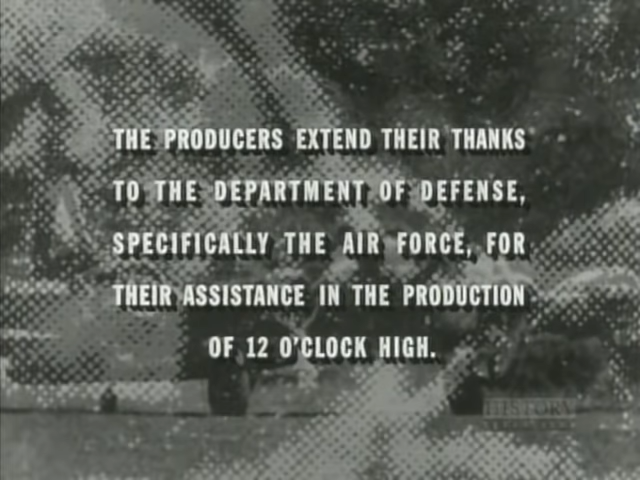 THE PRODUCERS EXTEND THEIR THANKS
TO THE DEPARTMENT OF DEFENSE,
SPECIFICALLY THE AIR FORCE, FOR
THEIR ASSISTANCE IN THE PRODUCTION
OF 12 O'CLOCK HIGH.
HISTORY